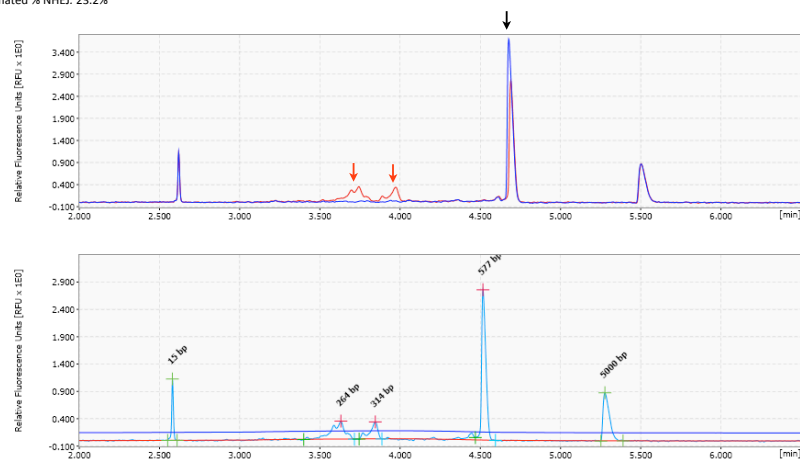 NHEJ: 23.2%
Relative Fluorescence Units [RFU x 1E0]
3.400
2.900
2.400
1.900
1.400
0.900
0.400
-0.100
2.000 2.500 3.000 3.500 4.000 4.500 5.000 5.500 6.000 [min]
Relative Fluorescence Units [RFU x 1E0]
2.900
2.400
1.900
1.400
0.900
0.400
-0.100
15 bp
264 bp
314 bp
577 bp
5000 bp
2.000 2.500 3.000 3.500 4.000 4.500 5.000 5.500 6.000 [min]